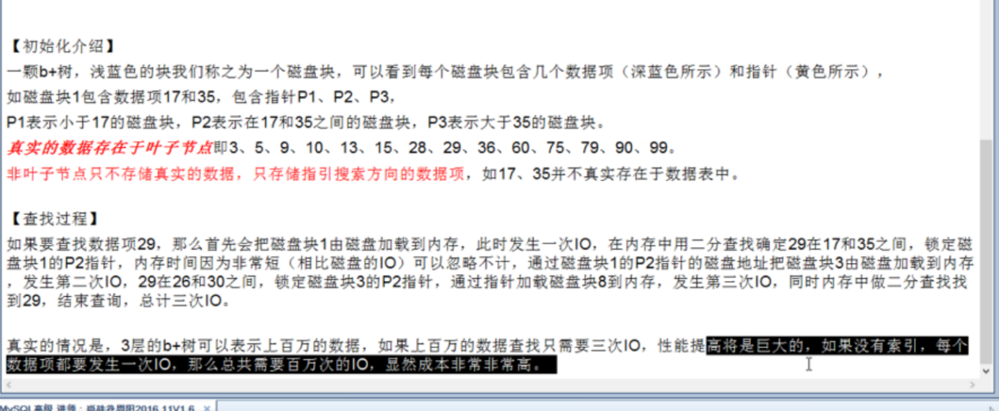 【初始化介绍】
一颗b+树，浅蓝色的块我们称之为一个磁盘块，可以看到每个磁盘块包含几个数据项（深蓝色所示）和指针（黄色所示），
如磁盘块1包含数据项17和35，包含指针P1、P2、P3，
P1表示小于17的磁盘块，P2表示在17和35之间的磁盘块，P3表示大于35的磁盘块。
真实的数据存在于叶子节点即3、5、9、10、13、15、28、29、36、60、75、79、90、99。
非叶子节点只不存储真实的数据，只存储指引搜索方向的数据项，如17、35并不真实存在于数据表中。
【查找过程】
如果要查找数据项29，那么首先会把磁盘块1由磁盘加载到内存，此时发生一次IO，在内存中用二分查找确定29在17和35之间，锁定磁
盘块1的P2指针，内存时间因为非常短（相比磁盘的IO）可以忽略不计，通过磁盘块1的P2指针的磁盘地址把磁盘块3由磁盘加载到内存
，发生第二次IO，29在26和30之间，锁定磁盘块3的P2指针，通过指针加载磁盘块8到内存，发生第三次IO，同时内存中做二分查找找
到29，结束查询，总计三次IO。
真实的情况是，3层的b+树可以表示上百万的数据，如果上百万的数据查找只需要三次IO，性能提高将是巨大的，如果没有索引，每个
数据项都要发生一次IO，那么总共需要百万次的IO，显然成本非常非常高。
MySQL高级 讲师：尚硅谷周阳2016.11V1.6